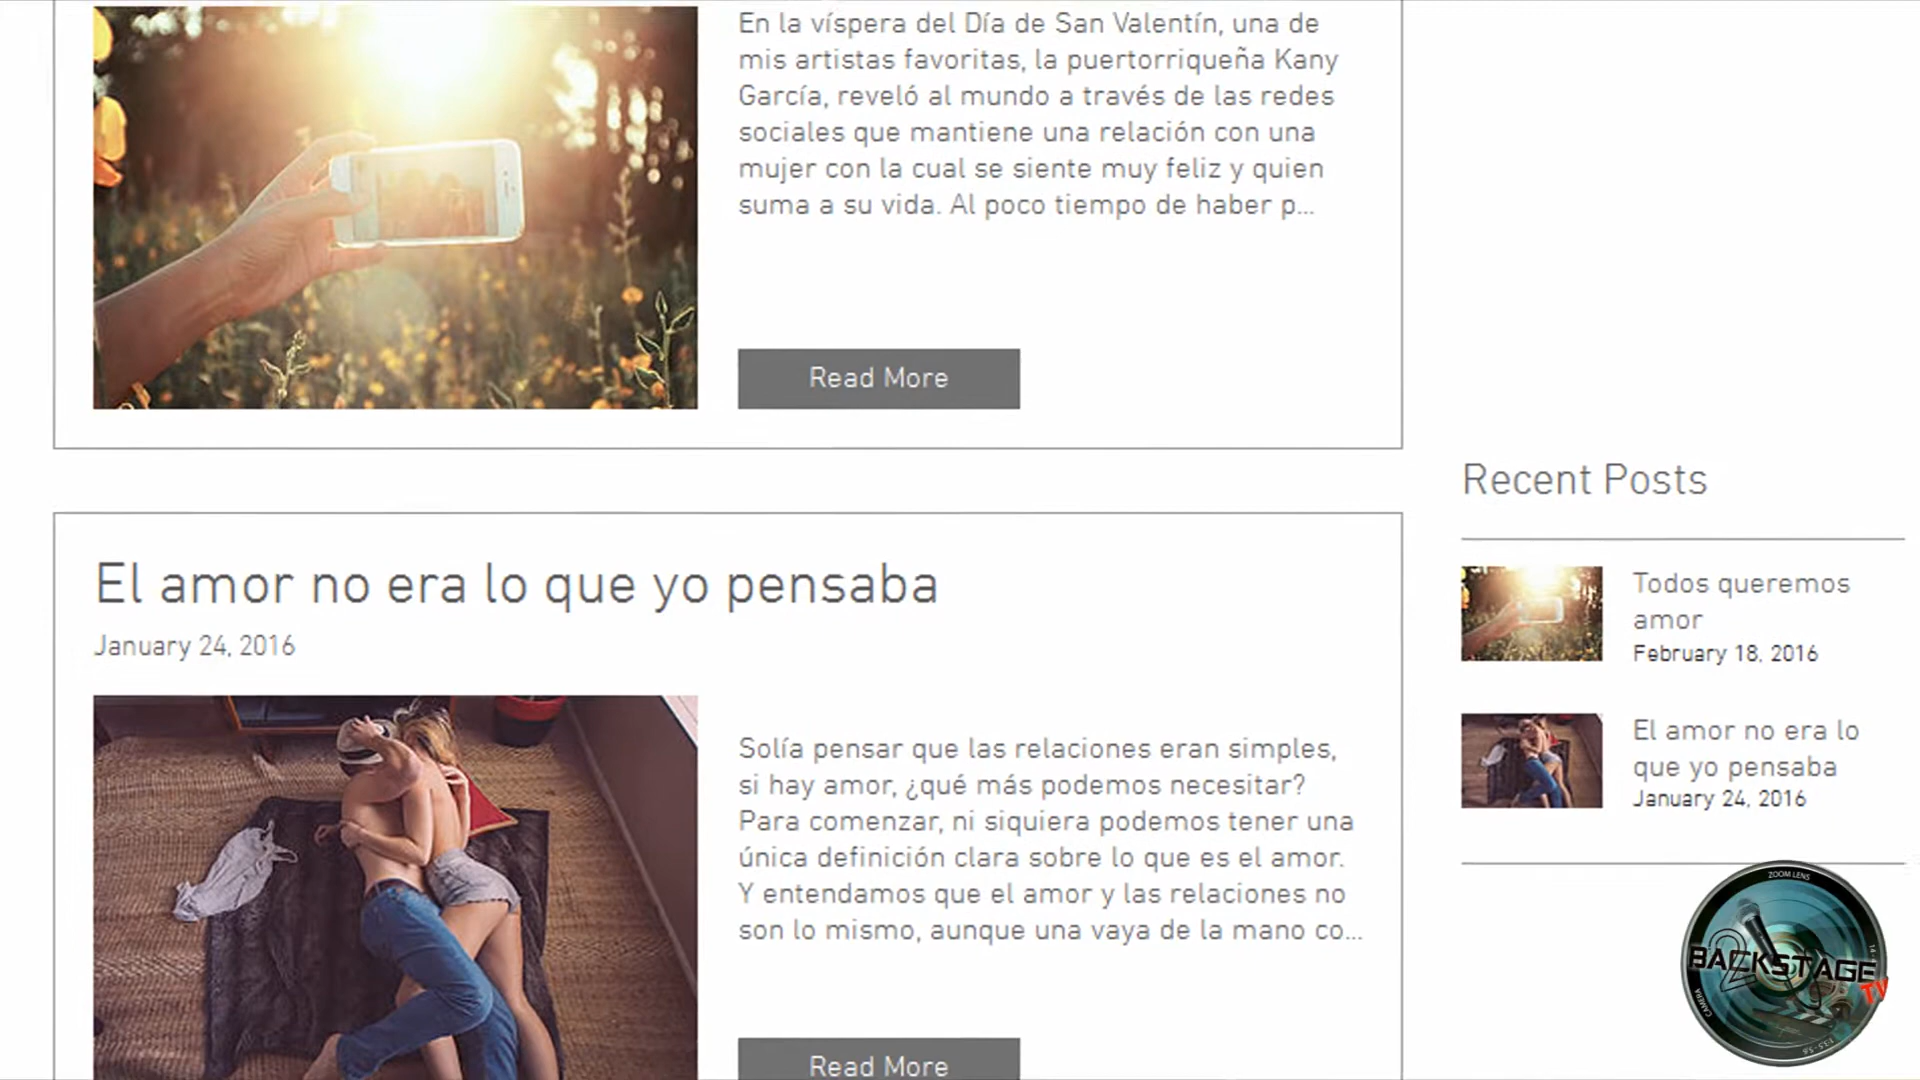 En la víspera del Día de San Valentín, una de
mis artistas favoritas, la puertorriqueña Kany
García, reveló al mundo a través de las redes
sociales que mantiene una relación con una
mujer con la cual se siente muy feliz y quien
suma a su vida. Al poco tiempo de haber p...
Read More
El amor no era lo que yo pensaba
January 24, 2016
Solía pensar que las relaciones eran simples,
si hay amor, ¿qué más podemos necesitar?
Para comenzar, ni siquiera podemos tener una
única definición clara sobre lo que es el amor.
Y entendamos que el amor y las relaciones no
son lo mismo, aunque una vaya de la mano co...
Read More
Recent Posts
Todos queremos
amor
February 18, 2016
El amor no era lo
que yo pensaba
January 24, 2016
ZOOM LENS
2
BACKSTAGE
TV
CAMERA